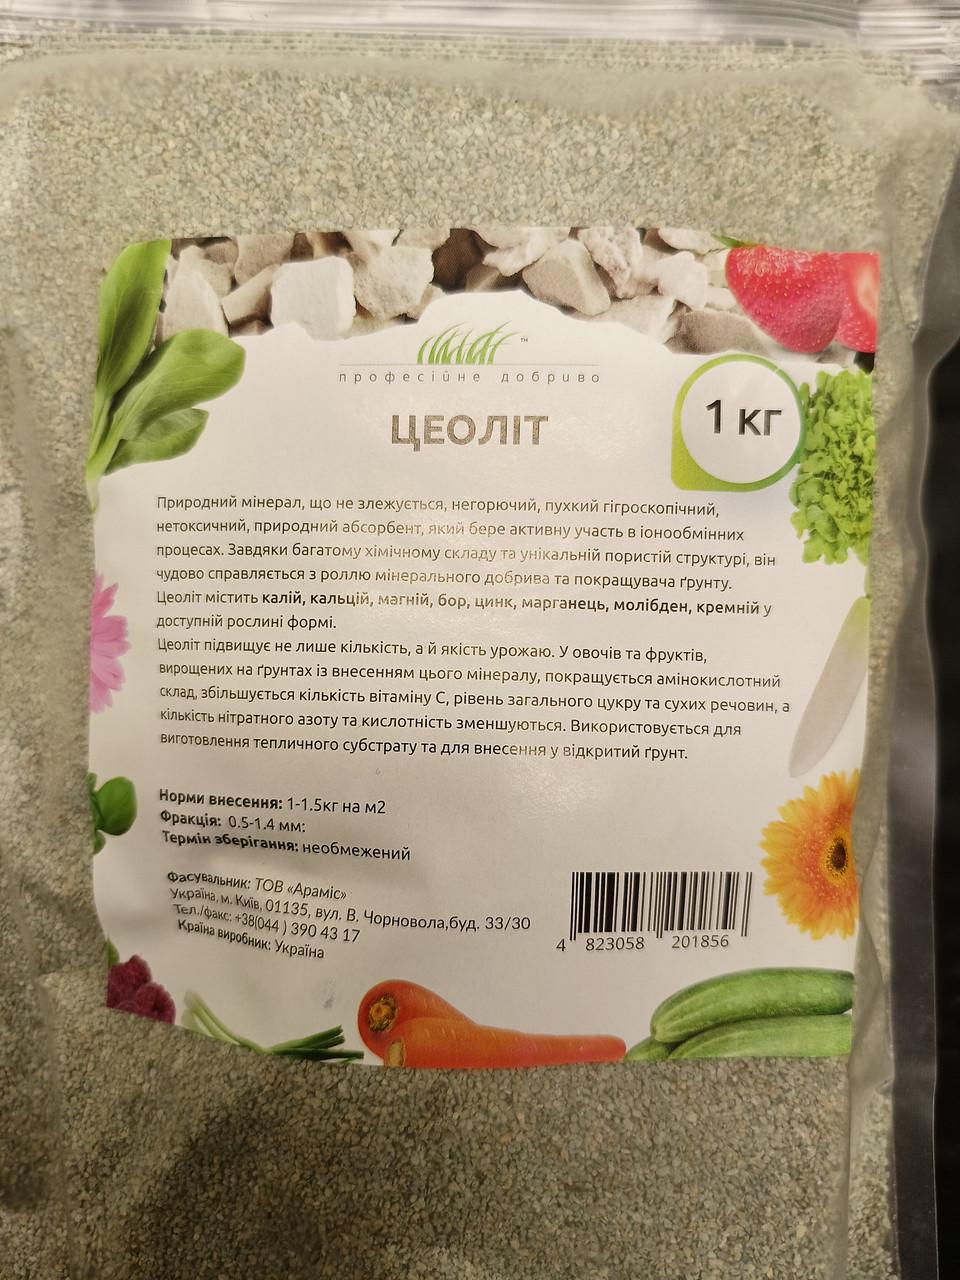 ™
професійне добриво
ЦЕОЛІТ
1 кг
Природний мінерал, що не злежується, негорючий, пухкий гігроскопічний,
нетоксичний, природний абсорбент, який бере активну участь в іонообмінних
процесах. Завдяки багатому хімічному складу та унікальній пористій структурі, він
чудово справляється з роллю мінерального добрива та покращувача ґрунту.
Цеоліт містить калій, кальцій, магній, бор, цинк, марганець, молібден, кремній у
доступній рослині формі.
Цеоліт підвищує не лише кількість, а й якість урожаю. У овочів та фруктів,
вирощених на ґрунтах із внесенням цього мінералу, покращується амінокислотний
склад, збільшується кількість вітаміну С, рівень загального цукру та сухих речовин, а
кількість нітратного азоту та кислотність зменшуються. Використовується для
виготовлення тепличного субстрату та для внесення у відкритий ґрунт.
Норми внесення: 1-1.5кг на м2
Фракція: 0.5-1.4 мм:
Термін зберігання: необмежений
Фасувальник: ТОВ «Араміс»
Україна, м. Київ, 01135, вул. В. Чорновола,буд. 33/30
Тел./факс: +38(044 ) 390 43 17
Країна виробник: Україна
4 823058 201856